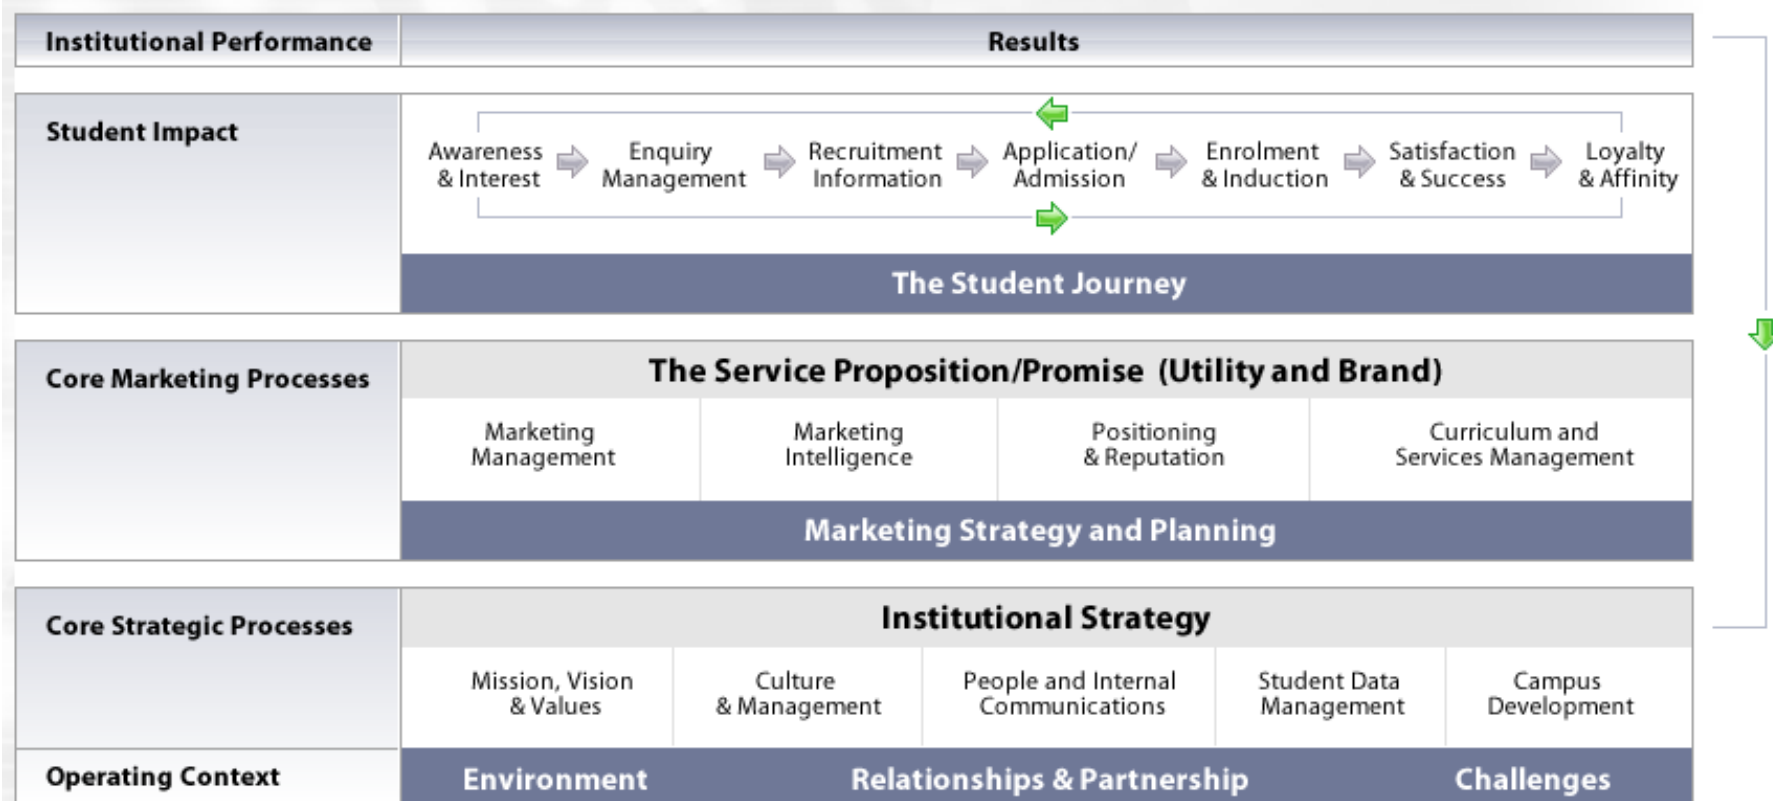 Institutional Performance
Results
Student Impact
Awareness
& Interest
Enquiry
Management
Recruitment
Information
Application/
Admission
Enrolment
& Induction
Satisfaction
& Success
Loyalty
& Affinity
The Student Journey
Core Marketing Processes
The Service Proposition/Promise (Utility and Brand)
Marketing
Management
Marketing
Intelligence
Positioning
& Reputation
Curriculum and
Services Management
Marketing Strategy and Planning
Core Strategic Processes
Institutional Strategy
Mission, Vision
& Values
Culture
& Management
People and Internal
Communications
Student Data
Management
Campus
Development
Operating Context
Environment
Relationships & Partnership
Challenges